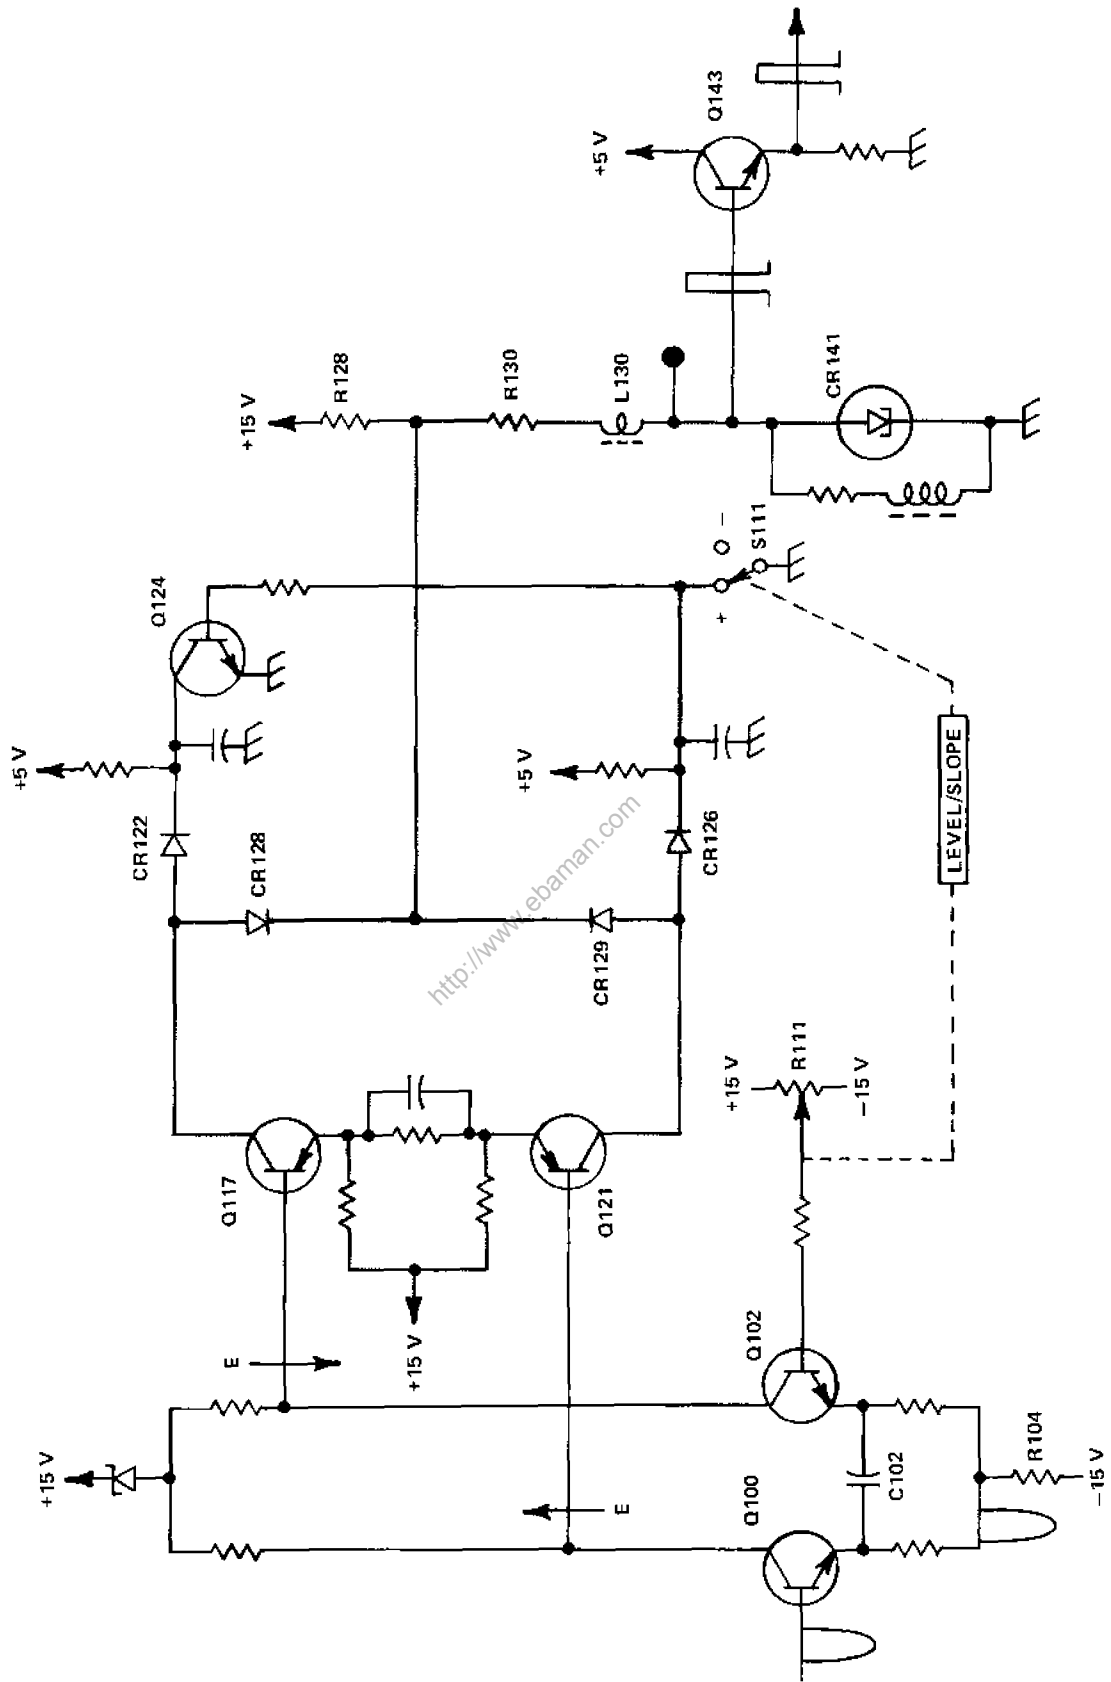 +15 V
E
E
Q100
Q102
C102
R104
−15 V
+15 V
Q117
Q121
+15 V
R111
−15 V
LEVEL/SLOPE
+5 V
CR122
CR128
CR129
CR126
+5 V
Q124
+
−
S111
+15 V
R128
R130
L130
CR141
+5 V
Q143
http://www.ebaman.com